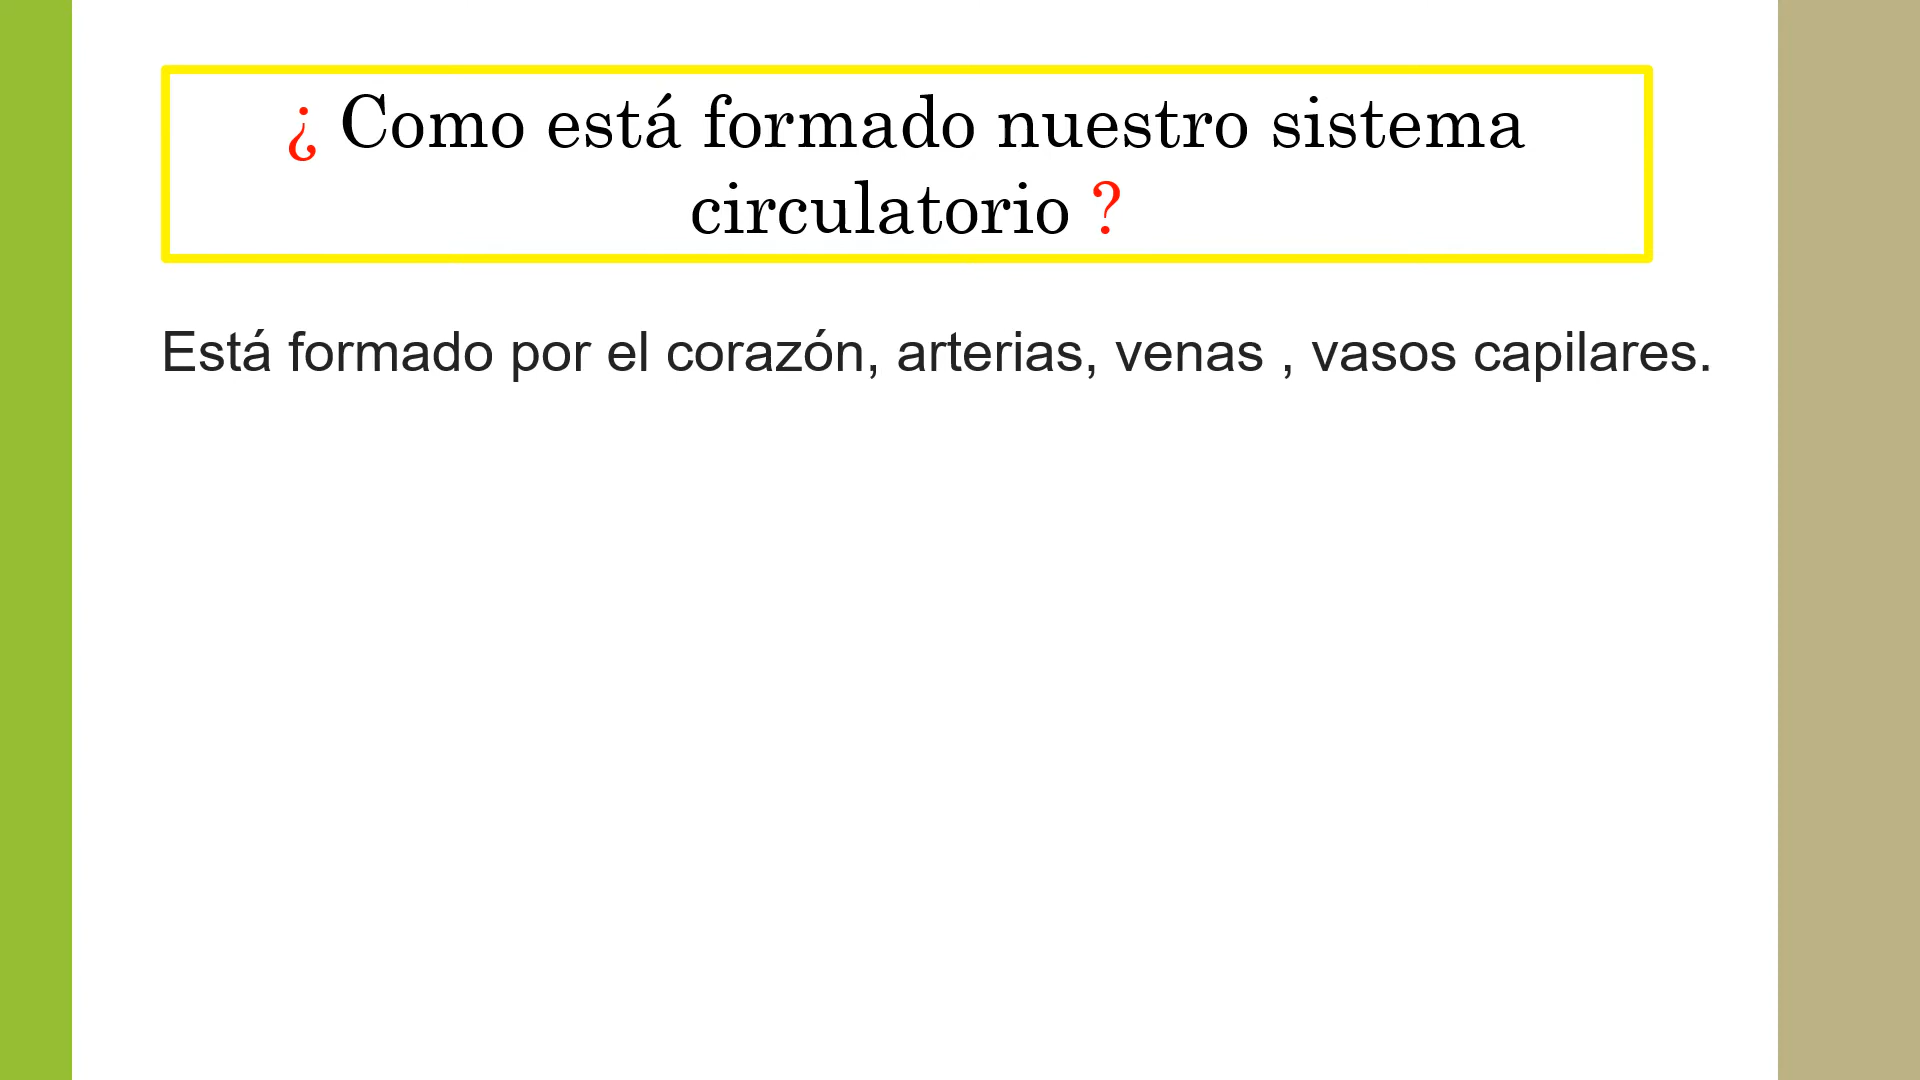 ¿ Como está formado nuestro sistema
circulatorio ?
Está formado por el corazón, arterias, venas , vasos capilares.